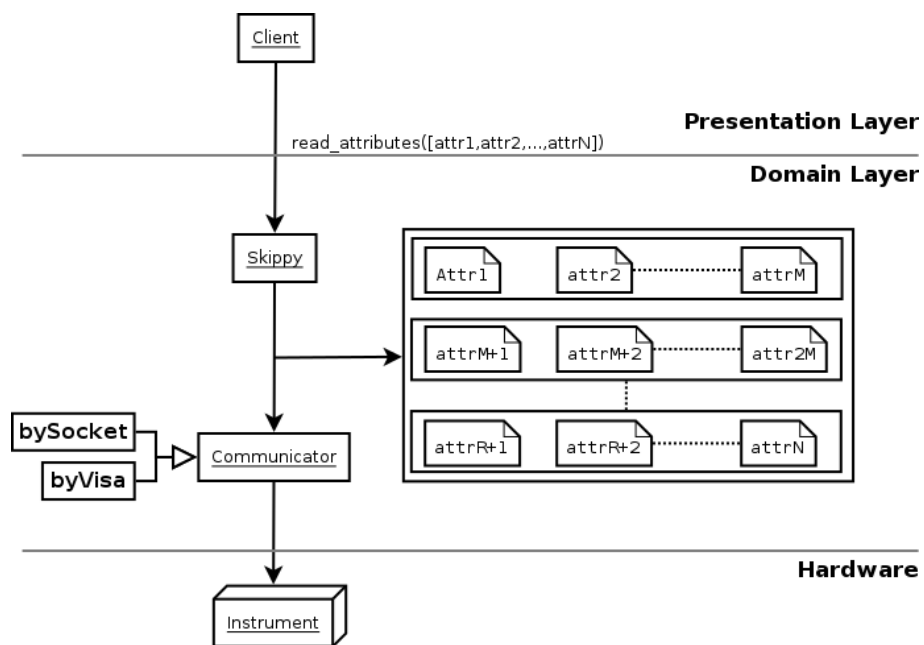 Client
Presentation Layer
read_attributes([attr1,attr2,...,attrN])
Domain Layer
Skippy
Attr1 attr2 attrM
attrM+1 attrM+2 attr2M
bySocket
byVisa
Communicator
attrR+1 attrR+2 attrN
Hardware
Instrument